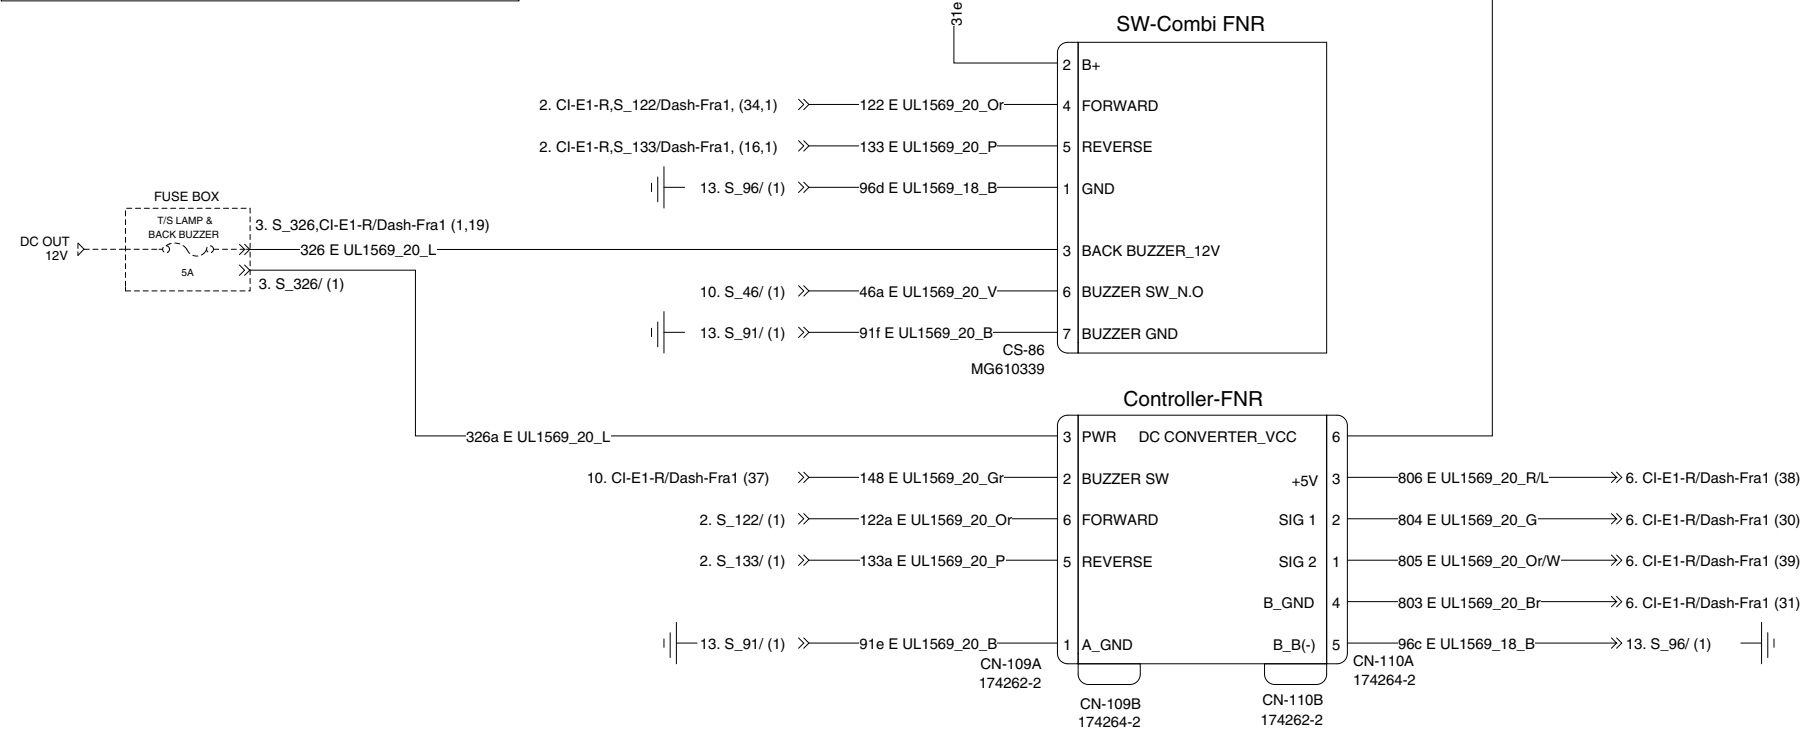 31e
SW-Combi FNR
2 B+
2. CI-E1-R,S_122/Dash-Fra1, (34,1) 122 E UL1569_20_Or 4 FORWARD
2. CI-E1-R,S_133/Dash-Fra1, (16,1) 133 E UL1569_20_P 5 REVERSE
13. S_96/ (1) 96d E UL1569_18_B 1 GND
FUSE BOX
T/S LAMP &
BACK BUZZER
3. S_326,CI-E1-R/Dash-Fra1 (1,19)
DC OUT
12V
326 E UL1569_20_L 3 BACK BUZZER_12V
5A
3. S_326/ (1)
10. S_46/ (1) 46a E UL1569_20_V 6 BUZZER SW_N.O
13. S_91/ (1) 91f E UL1569_20_B 7 BUZZER GND
CS-86
MG610339
Controller-FNR
326a E UL1569_20_L 3 PWR DC CONVERTER_VCC 6
10. CI-E1-R/Dash-Fra1 (37) 148 E UL1569_20_Gr 2 BUZZER SW +5V 3 806 E UL1569_20_R/L 6. CI-E1-R/Dash-Fra1 (38)
2. S_122/ (1) 122a E UL1569_20_Or 6 FORWARD SIG 1 2 804 E UL1569_20_G 6. CI-E1-R/Dash-Fra1 (30)
2. S_133/ (1) 133a E UL1569_20_P 5 REVERSE SIG 2 1 805 E UL1569_20_Or/W 6. CI-E1-R/Dash-Fra1 (39)
B_GND 4 803 E UL1569_20_Br 6. CI-E1-R/Dash-Fra1 (31)
13. S_91/ (1) 91e E UL1569_20_B 1 A_GND B_B(-) 5 96c E UL1569_18_B 13. S_96/ (1)
CN-109A
174262-2
CN-110A
174264-2
CN-109B
174264-2
CN-110B
174262-2